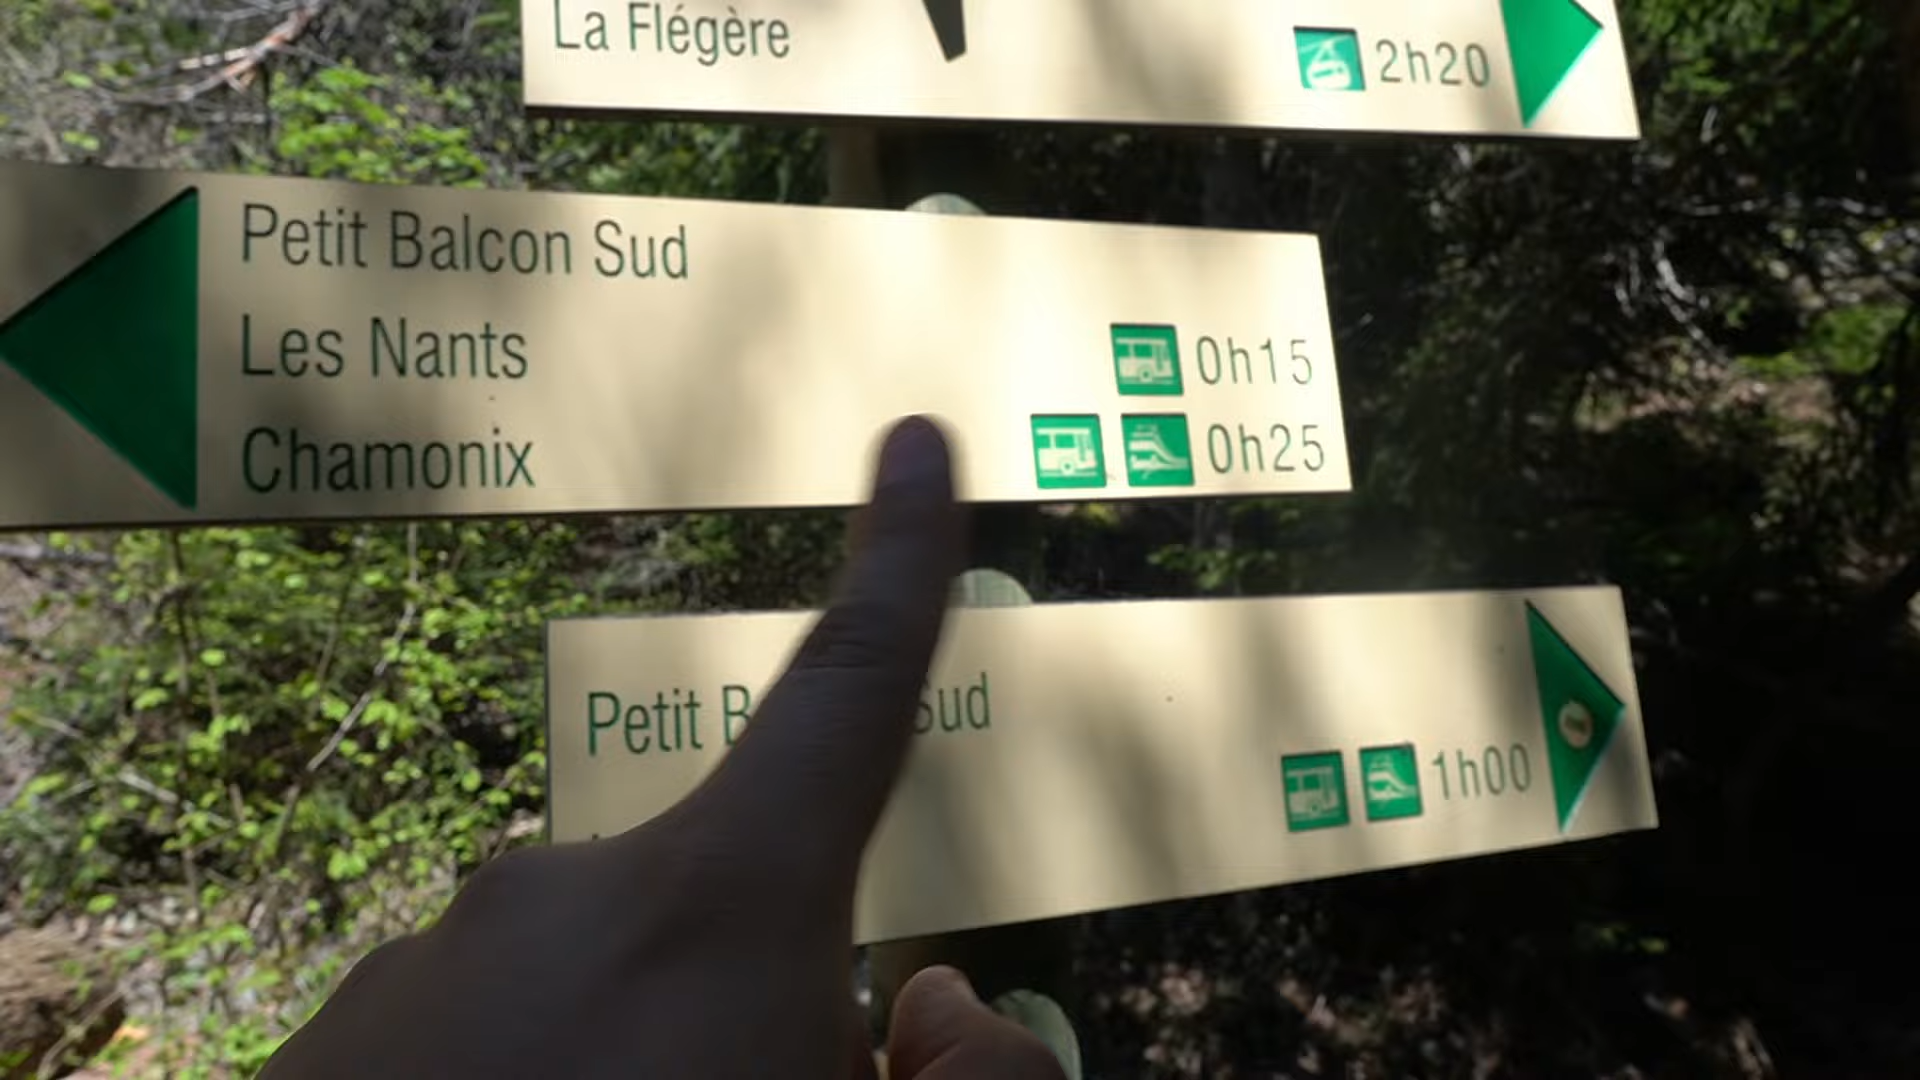 La Flégère
2h20
Petit Balcon Sud
Les Nants
0h15
Chamonix
0h25
Petit Sud
1h00